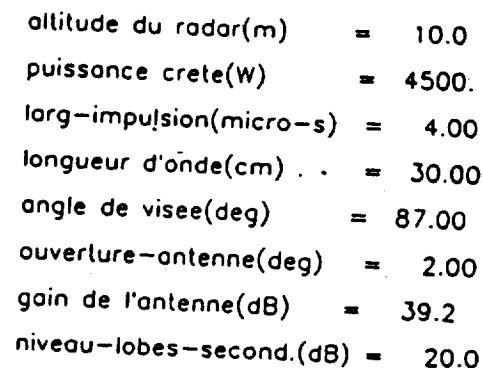 altitude du radar(m) = 10.0
puissance crete(W) = 4500.
larg-impulsion(micro-s) = 4.00
longueur d'onde(cm) . . = 30.00
angle de visee(deg) = 87.00
ouverture-antenne(deg) = 2.00
gain de l'antenne(dB) = 39.2
niveau-lobes-second.(dB) = 20.0